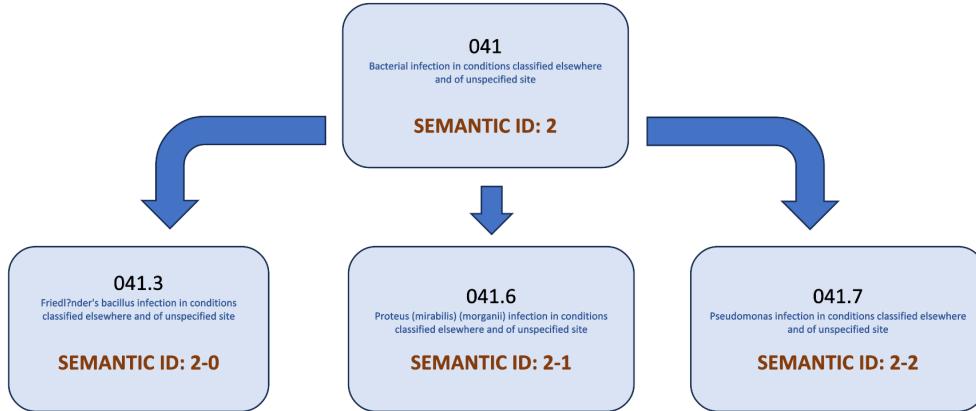 041
Bacterial infection in conditions classified elsewhere
and of unspecified site
SEMANTIC ID: 2
041.3
Friedl?nder's bacillus infection in conditions
classified elsewhere and of unspecified site
SEMANTIC ID: 2-0
041.6
Proteus (mirabilis) (morganii) infection in conditions
classified elsewhere and of unspecified site
SEMANTIC ID: 2-1
041.7
Pseudomonas infection in conditions classified elsewhere
and of unspecified site
SEMANTIC ID: 2-2